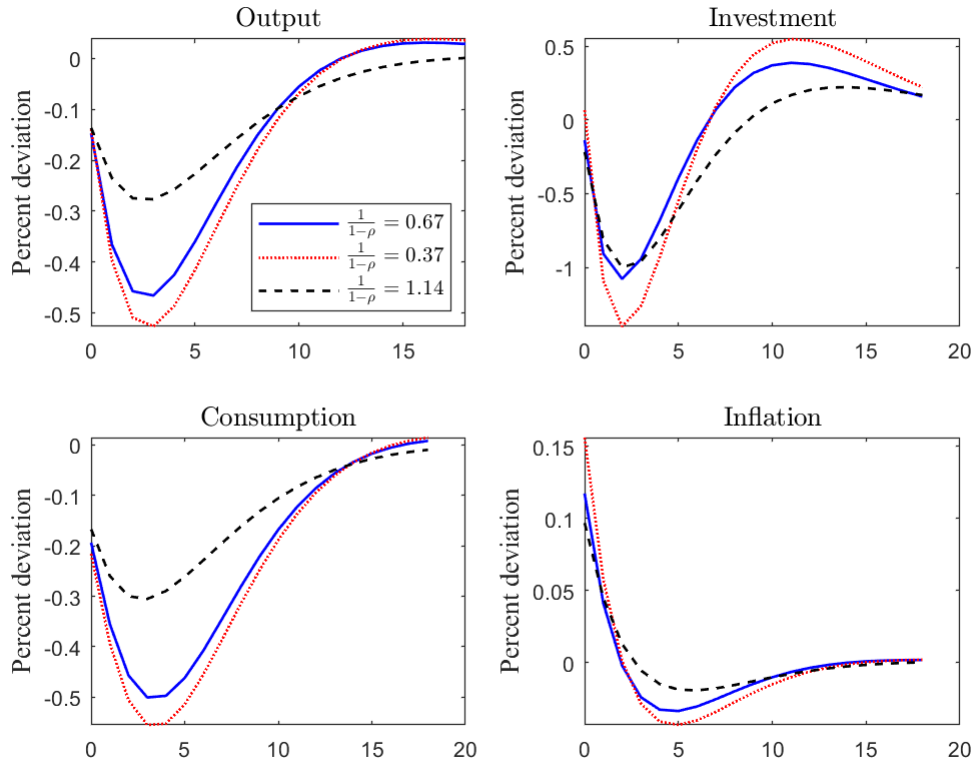 Output
Percent deviation
0
-0.1
-0.2
-0.3
-0.4
-0.5
0 5 10 15
1/(1−ρ) = 0.67
1/(1−ρ) = 0.37
1/(1−ρ) = 1.14
Investment
Percent deviation
0.5
0
-0.5
-1
0 5 10 15 20
Consumption
Percent deviation
0
-0.1
-0.2
-0.3
-0.4
-0.5
0 5 10 15 20
Inflation
Percent deviation
0.15
0.1
0.05
0
0 5 10 15 20